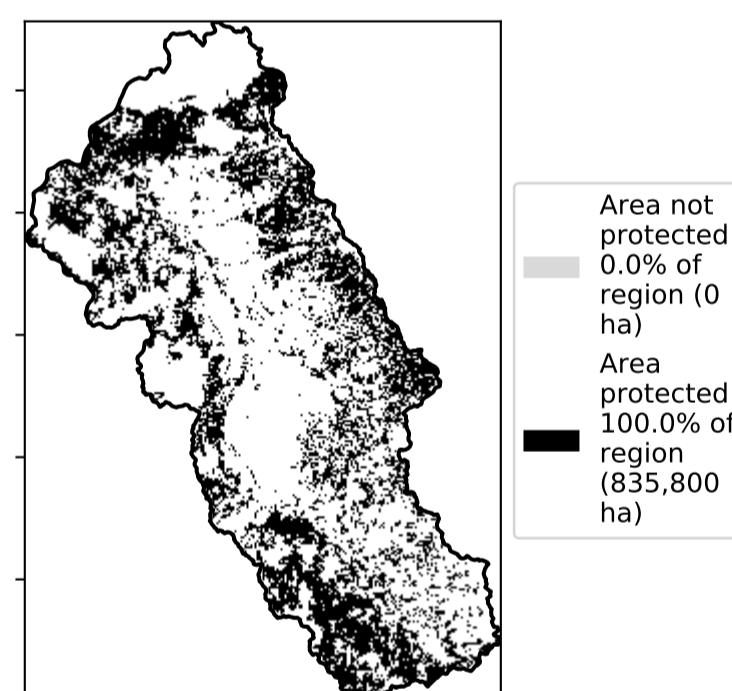 Area not
protected
0.0% of
region (0
ha)
Area
protected
100.0% of
region
(835,800
ha)